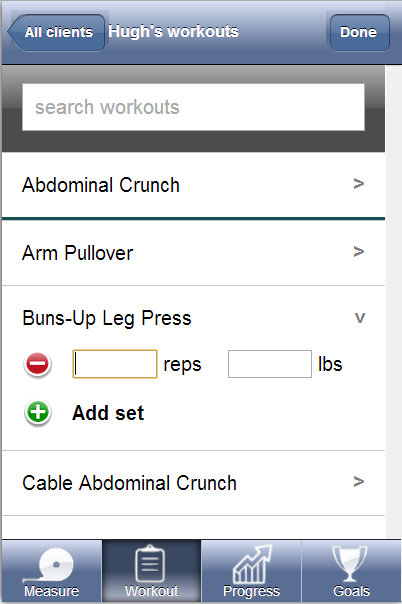 All clients Hugh's workouts Done
search workouts
Abdominal Crunch >
Arm Pullover >
Buns-Up Leg Press v
reps lbs
Add set
Cable Abdominal Crunch >
Measure Workout Progress Goals